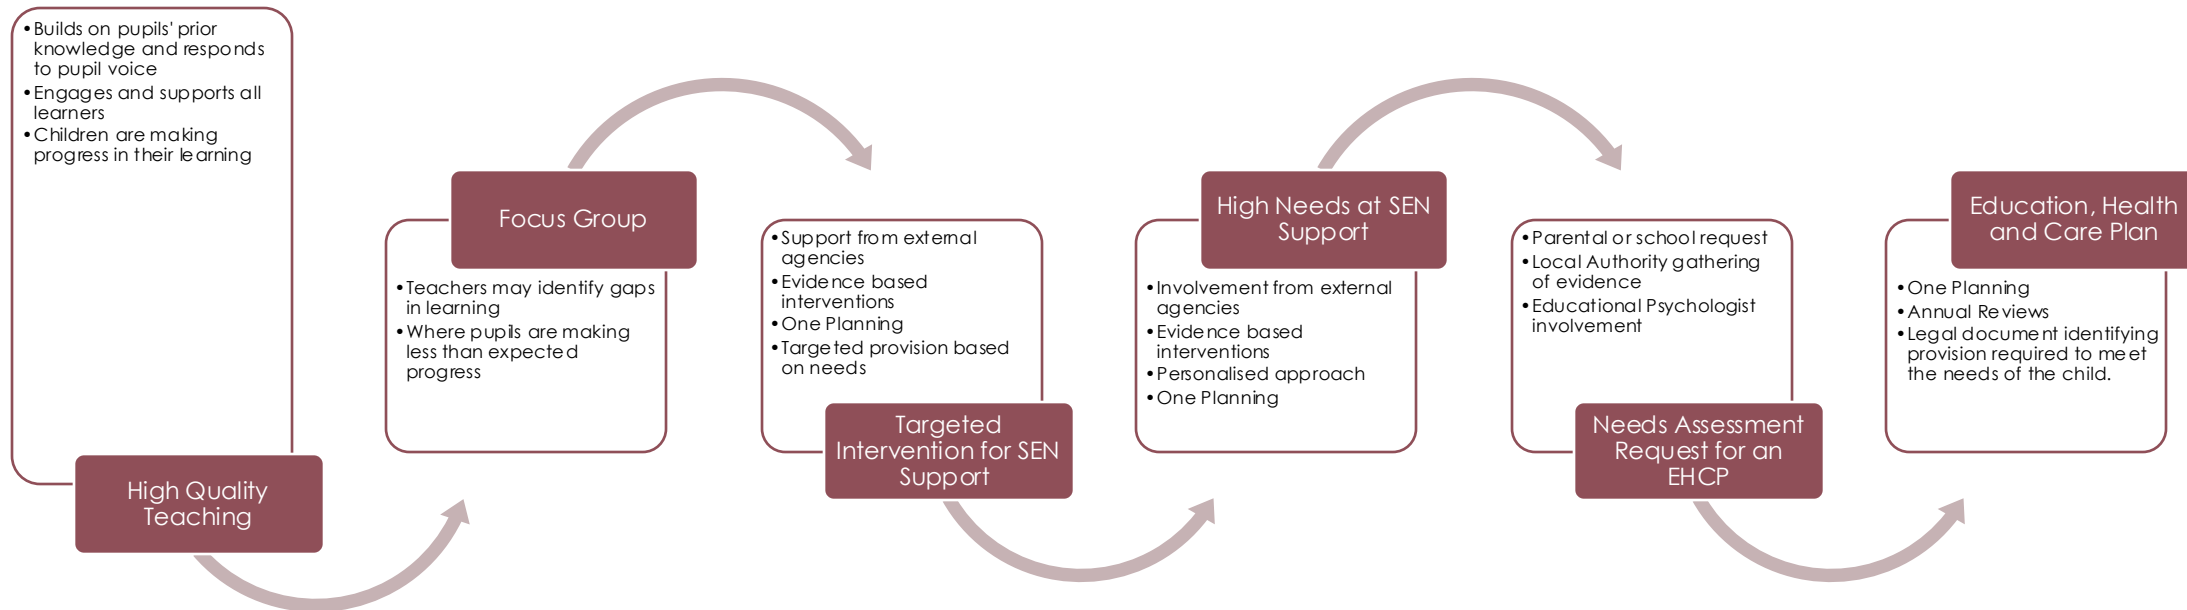 •Builds on pupils' prior
knowledge and responds
to pupil voice
•Engages and supports all
learners
•Children are making
progress in their learning
High Quality
Teaching
Focus Group
•Teachers may identify gaps
in learning
•Where pupils are making
less than expected
progress
•Support from external
agencies
•Evidence based
interventions
•One Planning
•Targeted provision based
on needs
Targeted
Intervention for SEN
Support
High Needs at SEN
Support
•Involvement from external
agencies
•Evidence based
interventions
•Personalised approach
•One Planning
•Parental or school request
•Local Authority gathering
of evidence
•Educational Psychologist
involvement
Needs Assessment
Request for an
EHCP
Education, Health
and Care Plan
•One Planning
•Annual Reviews
•Legal document identifying
provision required to meet
the needs of the child.